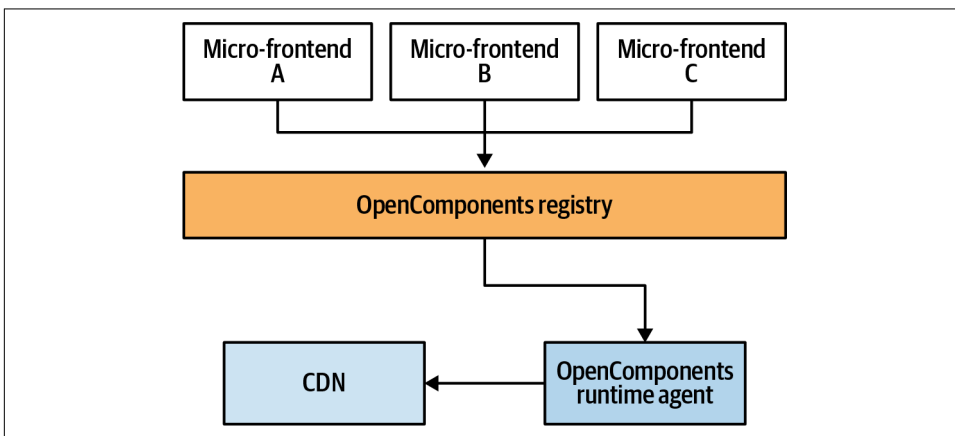 Micro-frontend
A
Micro-frontend
B
Micro-frontend
C
OpenComponents registry
CDN
OpenComponents
runtime agent